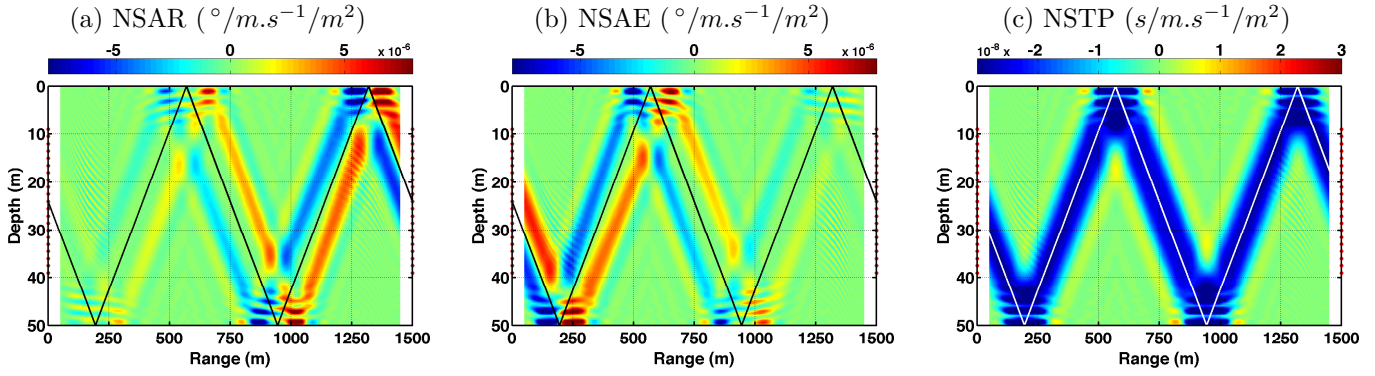 (a) NSAR (°/m.s⁻¹/m²)
-5 0 5 x 10⁻⁶
0
10
20
30
40
50
Depth (m)
0 250 500 750 1000 1250 1500
Range (m)
(b) NSAE (°/m.s⁻¹/m²)
-5 0 5 x 10⁻⁶
0
10
20
30
40
50
Depth (m)
0 250 500 750 1000 1250 1500
Range (m)
(c) NSTP (s/m.s⁻¹/m²)
10⁻⁸ x -2 -1 0 1 2 3
0
10
20
30
40
50
Depth (m)
0 250 500 750 1000 1250 1500
Range (m)